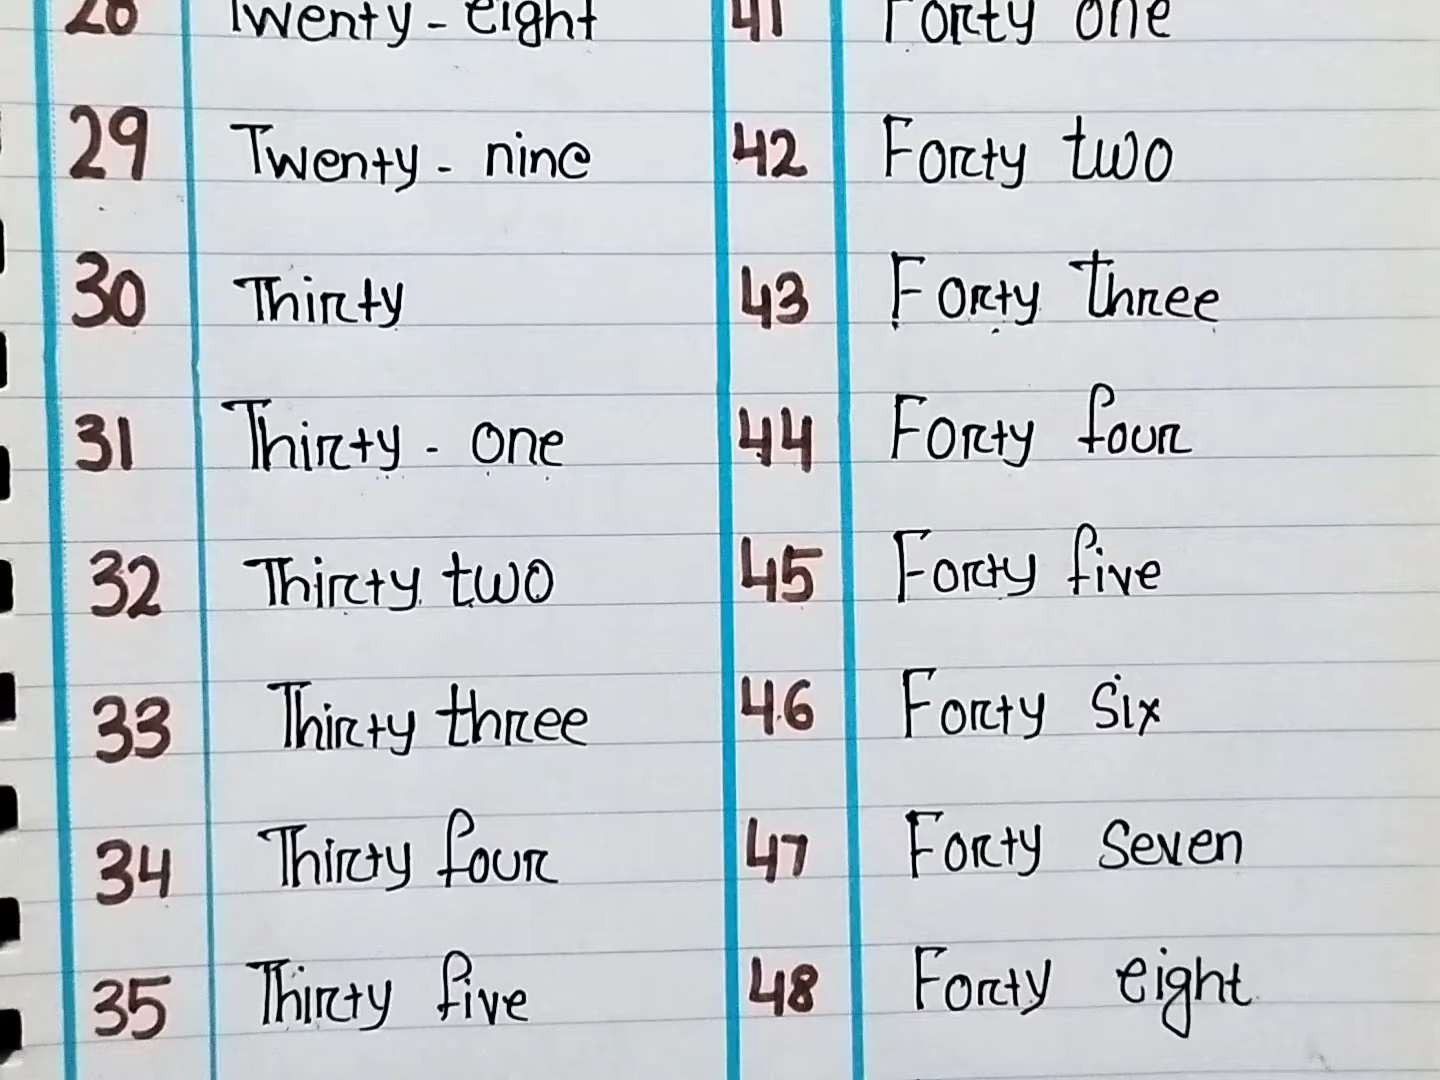 28 Twenty - eight 41 Forty one
29 Twenty - nine 42 Forty two
30 Thirty 43 Forty three
31 Thirty - one 44 Forty four
32 Thirty two 45 Forty five
33 Thirty three 46 Forty six
34 Thirty four 47 Forty seven
35 Thirty five 48 Forty eight